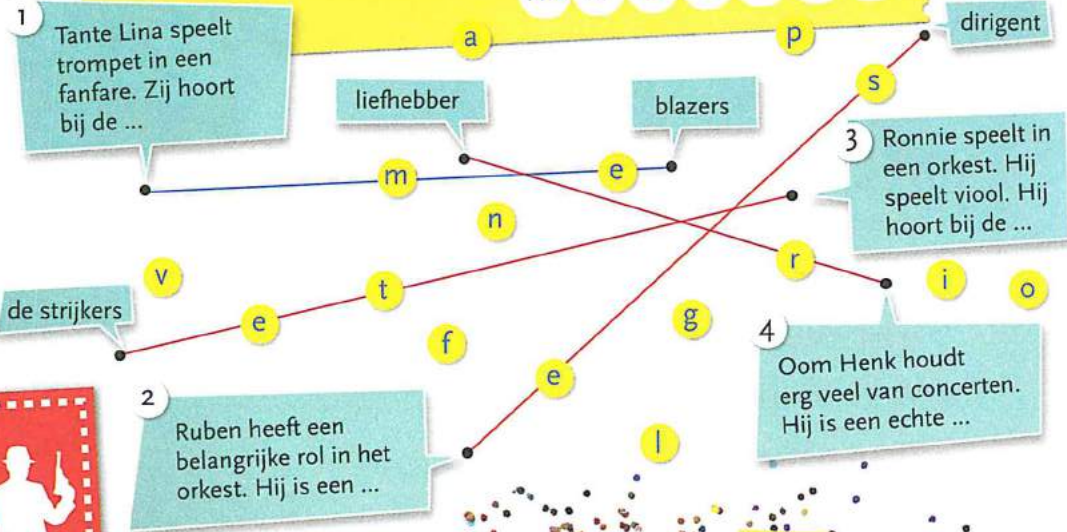 1
Tante Lina speelt
trompet in een
fanfare. Zij hoort
bij de ...
a
p
dirigent
liefhebber
blazers
s
3
Ronnie speelt in
een orkest. Hij
speelt viool. Hij
hoort bij de ...
m
e
n
v
t
r
i
o
de strijkers
e
f
g
4
Oom Henk houdt
erg veel van concerten.
Hij is een echte ...
2
Ruben heeft een
belangrijke rol in het
orkest. Hij is een ...
e
l